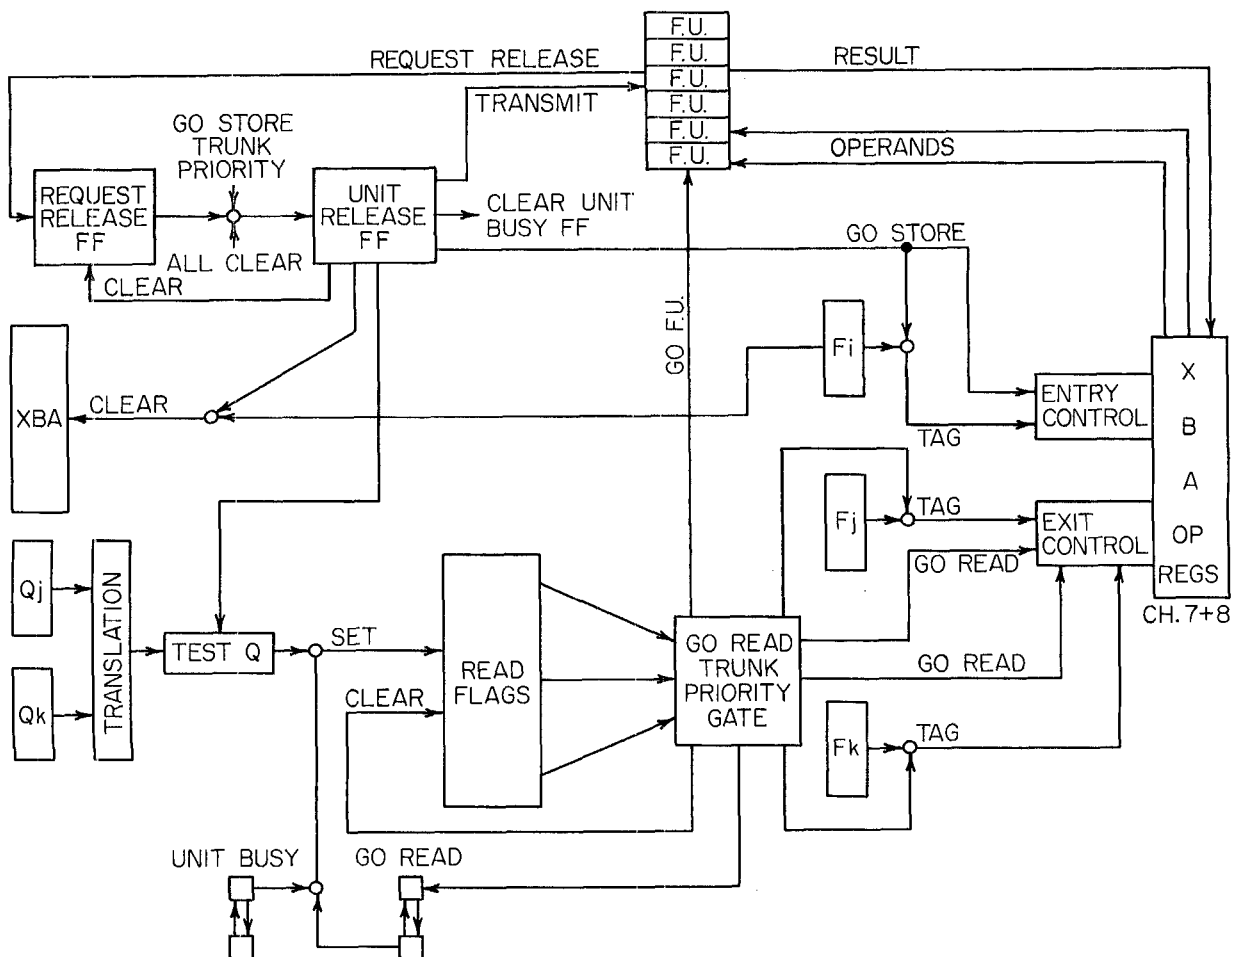 F.U.
F.U.
F.U.
F.U.
F.U.
F.U.
REQUEST RELEASE
RESULT
TRANSMIT
OPERANDS
GO STORE
TRUNK
PRIORITY
REQUEST
RELEASE
FF
UNIT
RELEASE
FF
CLEAR UNIT
BUSY FF
ALL CLEAR
CLEAR
GO STORE
GO F.U.
Fi
XBA
CLEAR
ENTRY
CONTROL
TAG
X
B
A
OP
REGS
CH. 7+8
Fj
TAG
EXIT
CONTROL
GO READ
Qj
Qk
TRANSLATION
TEST Q
SET
CLEAR
READ
FLAGS
GO READ
TRUNK
PRIORITY
GATE
GO READ
Fk
TAG
UNIT BUSY
GO READ